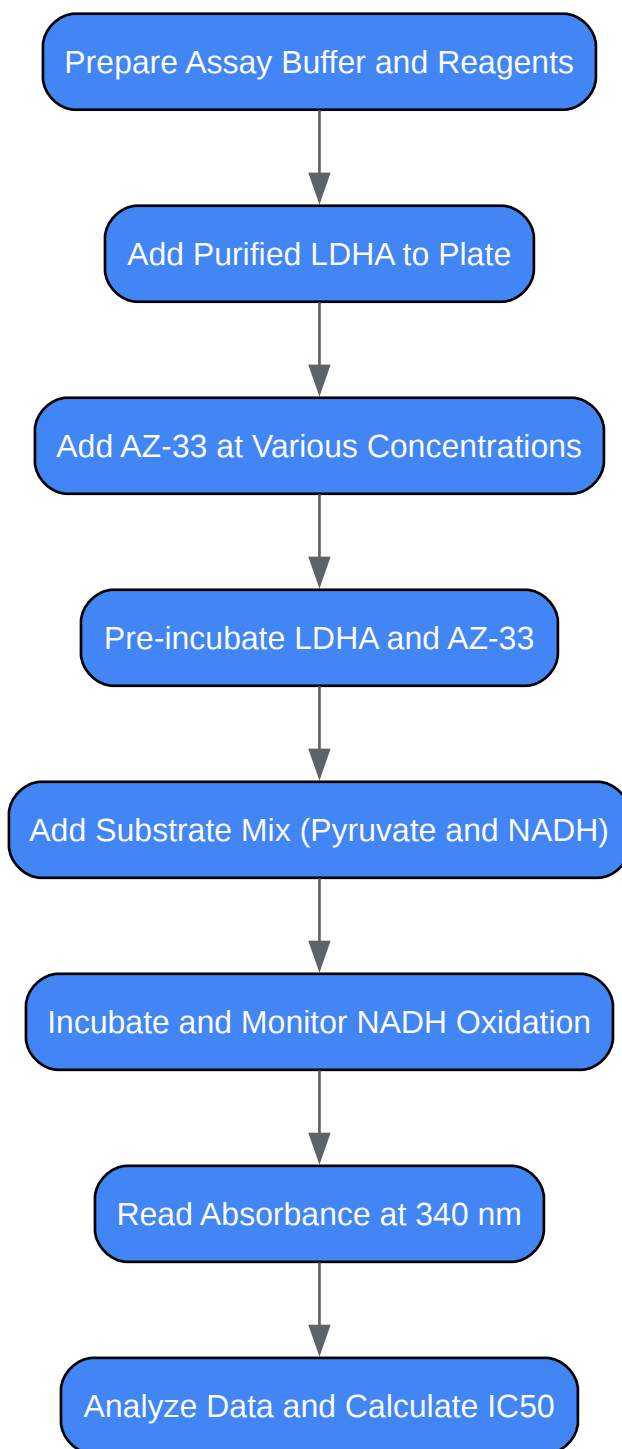 Prepare Assay Buffer and Reagents
Add Purified LDHA to Plate
Add AZ-33 at Various Concentrations
Pre-incubate LDHA and AZ-33
Add Substrate Mix (Pyruvate and NADH)
Incubate and Monitor NADH Oxidation
Read Absorbance at 340 nm
Analyze Data and Calculate IC50